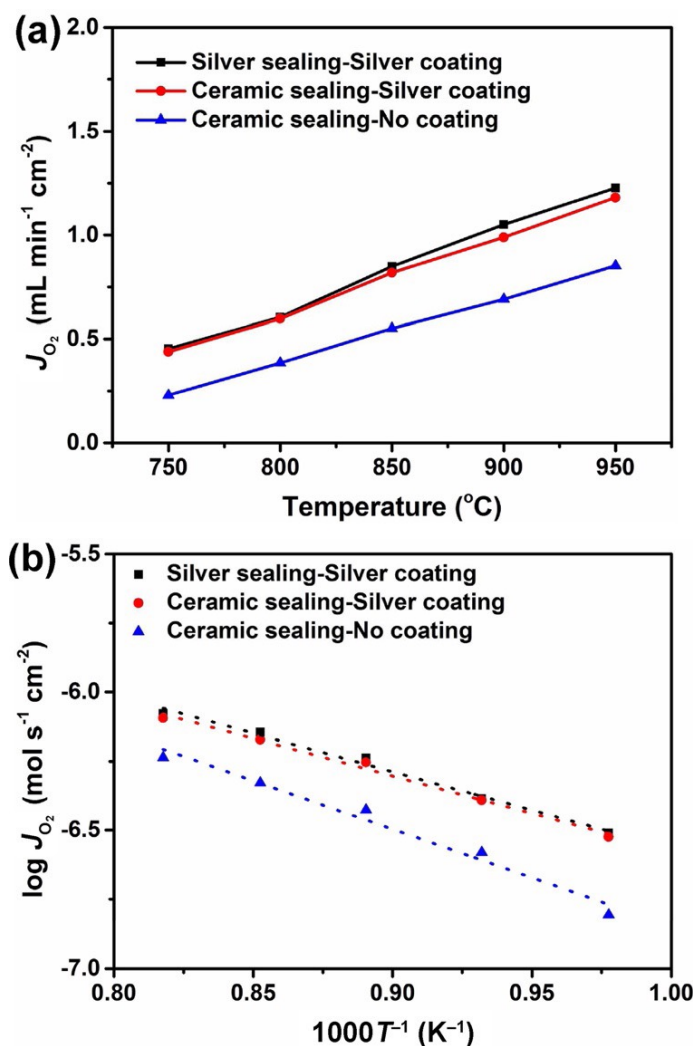 (a)
2.0
1.5
1.0
0.5
0.0
J_O₂ (mL min⁻¹ cm⁻²)
Silver sealing-Silver coating
Ceramic sealing-Silver coating
Ceramic sealing-No coating
750 800 850 900 950
Temperature (°C)
(b)
-5.5
-6.0
-6.5
-7.0
log J_O₂ (mol s⁻¹ cm⁻²)
Silver sealing-Silver coating
Ceramic sealing-Silver coating
Ceramic sealing-No coating
0.80 0.85 0.90 0.95 1.00
1000T⁻¹ (K⁻¹)